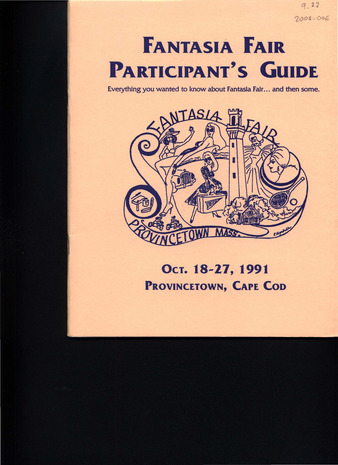 9.27
2008.006
FANTASIA FAIR
PARTICIPANT'S GUIDE
Everything you wanted to know about Fantasia Fair... and then some.
FANTASIA FAIR
PROVINCETOWN MASS.
OCT. 18-27, 1991
PROVINCETOWN, CAPE COD